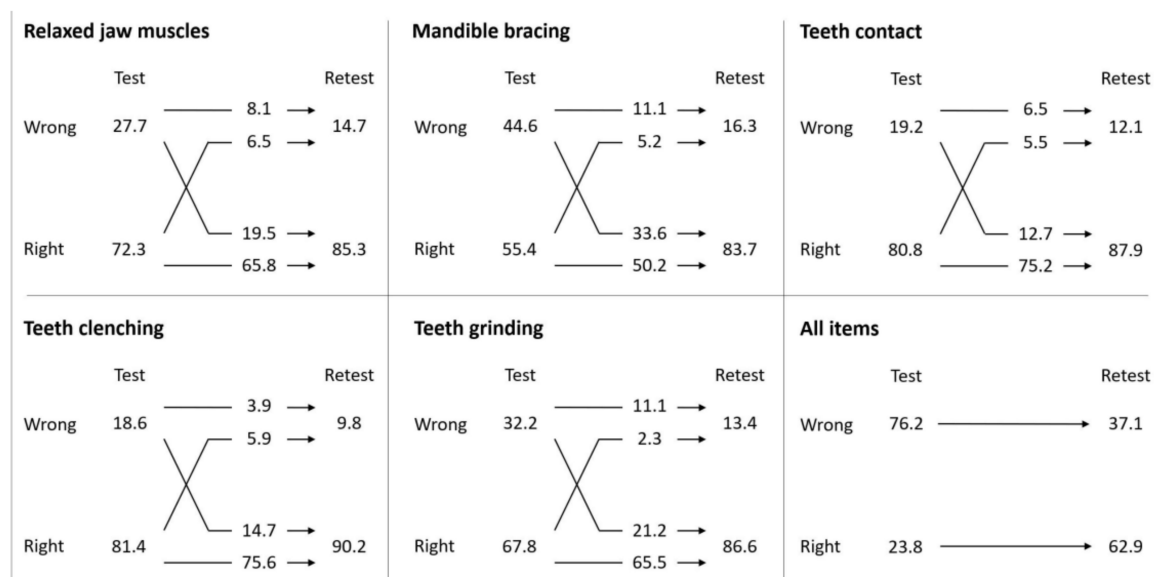 Relaxed jaw muscles
Test Retest
8.1
Wrong 27.7 14.7
6.5
19.5
Right 72.3 85.3
65.8
Mandible bracing
Test Retest
11.1
Wrong 44.6 16.3
5.2
33.6
Right 55.4 83.7
50.2
Teeth contact
Test Retest
6.5
Wrong 19.2 12.1
5.5
12.7
Right 80.8 87.9
75.2
Teeth clenching
Test Retest
3.9
Wrong 18.6 9.8
5.9
14.7
Right 81.4 90.2
75.6
Teeth grinding
Test Retest
11.1
Wrong 32.2 13.4
2.3
21.2
Right 67.8 86.6
65.5
All items
Test Retest
Wrong 76.2 37.1
Right 23.8 62.9